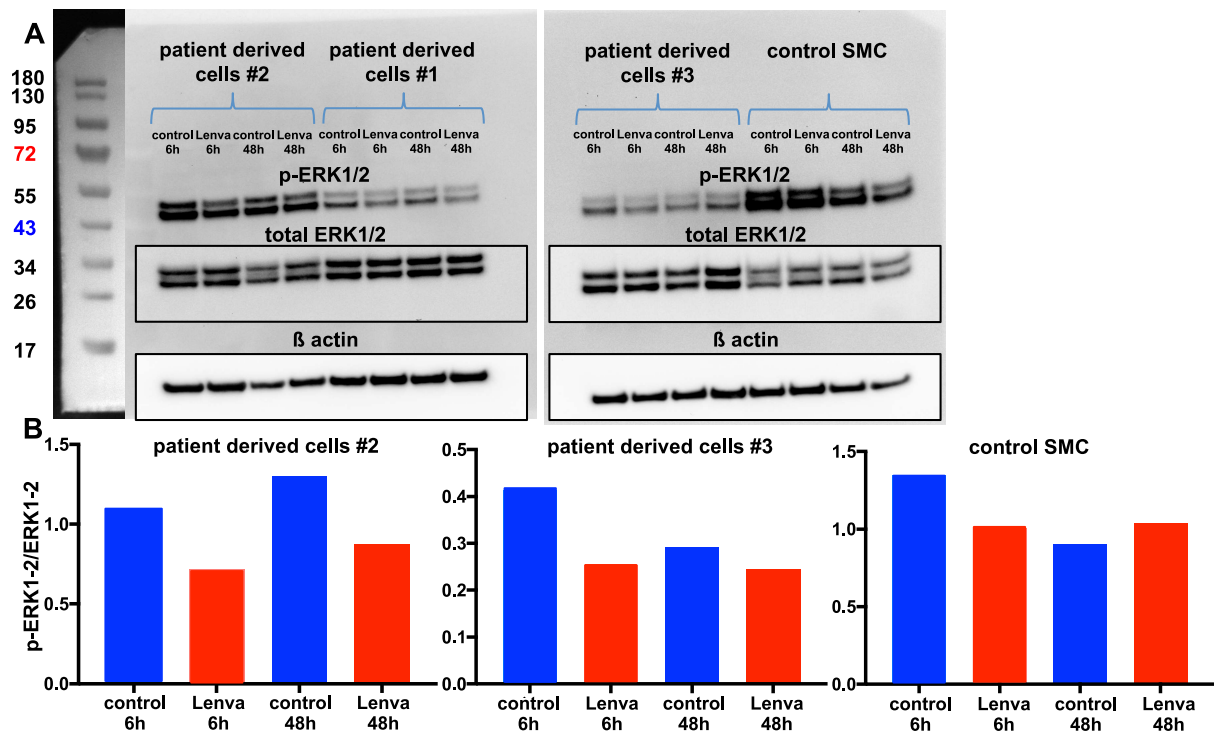 A
180
130
95
72
55
43
34
26
17
patient derived
cells #2
patient derived
cells #1
control
6h
Lenva
6h
control
48h
Lenva
48h
control
6h
Lenva
6h
control
48h
Lenva
48h
p-ERK1/2
total ERK1/2
ß actin
patient derived
cells #3
control SMC
control
6h
Lenva
6h
control
48h
Lenva
48h
control
6h
Lenva
6h
control
48h
Lenva
48h
p-ERK1/2
total ERK1/2
ß actin
B
patient derived cells #2
p-ERK1-2/ERK1-2
1.5
1.0
0.5
0.0
control
6h
Lenva
6h
control
48h
Lenva
48h
patient derived cells #3
0.5
0.4
0.3
0.2
0.1
0.0
control
6h
Lenva
6h
control
48h
Lenva
48h
control SMC
1.5
1.0
0.5
0.0
control
6h
Lenva
6h
control
48h
Lenva
48h